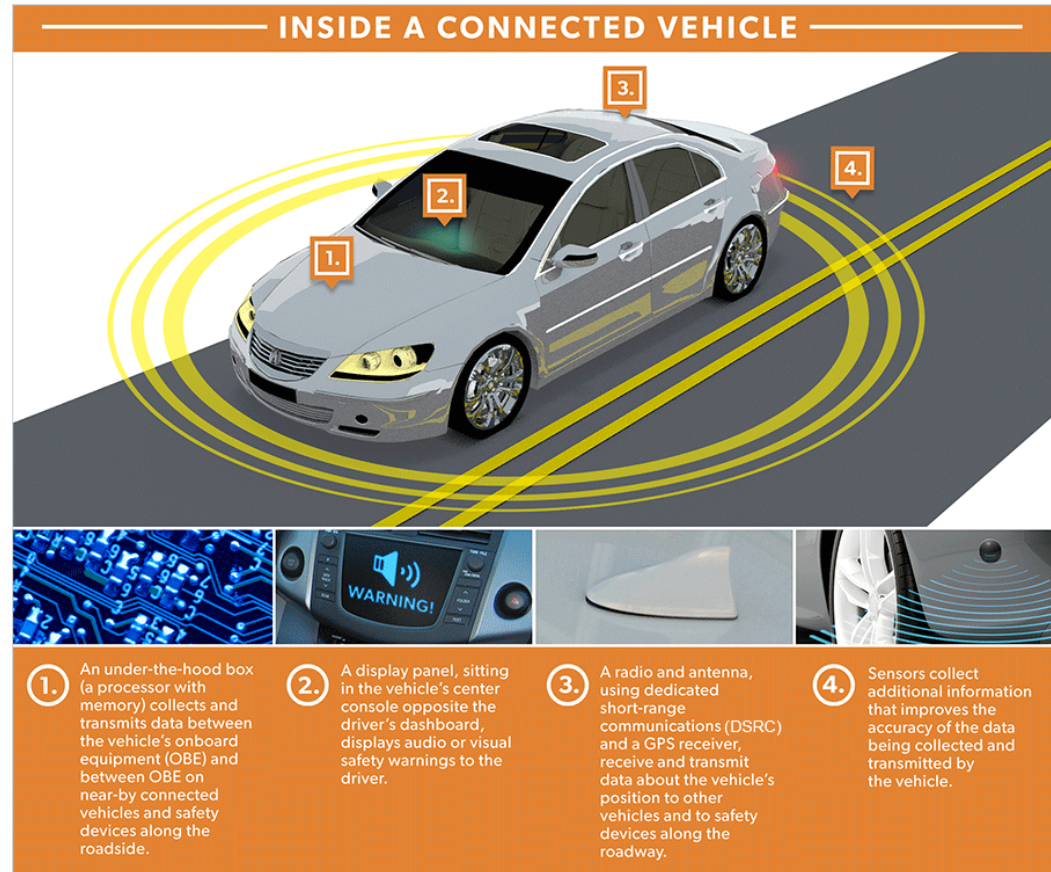 INSIDE A CONNECTED VEHICLE
3.
4.
2.
1.
WARNING!
1.
An under-the-hood box
(a processor with
memory) collects and
transmits data between
the vehicle's onboard
equipment (OBE) and
between OBE on
near-by connected
vehicles and safety
devices along the
roadside.
2.
A display panel, sitting
in the vehicle's center
console opposite the
driver's dashboard,
displays audio or visual
safety warnings to the
driver.
3.
A radio and antenna,
using dedicated
short-range
communications (DSRC)
and a GPS receiver,
receive and transmit
data about the vehicle's
position to other
vehicles and to safety
devices along the
roadway.
4.
Sensors collect
additional information
that improves the
accuracy of the data
being collected and
transmitted by
the vehicle.